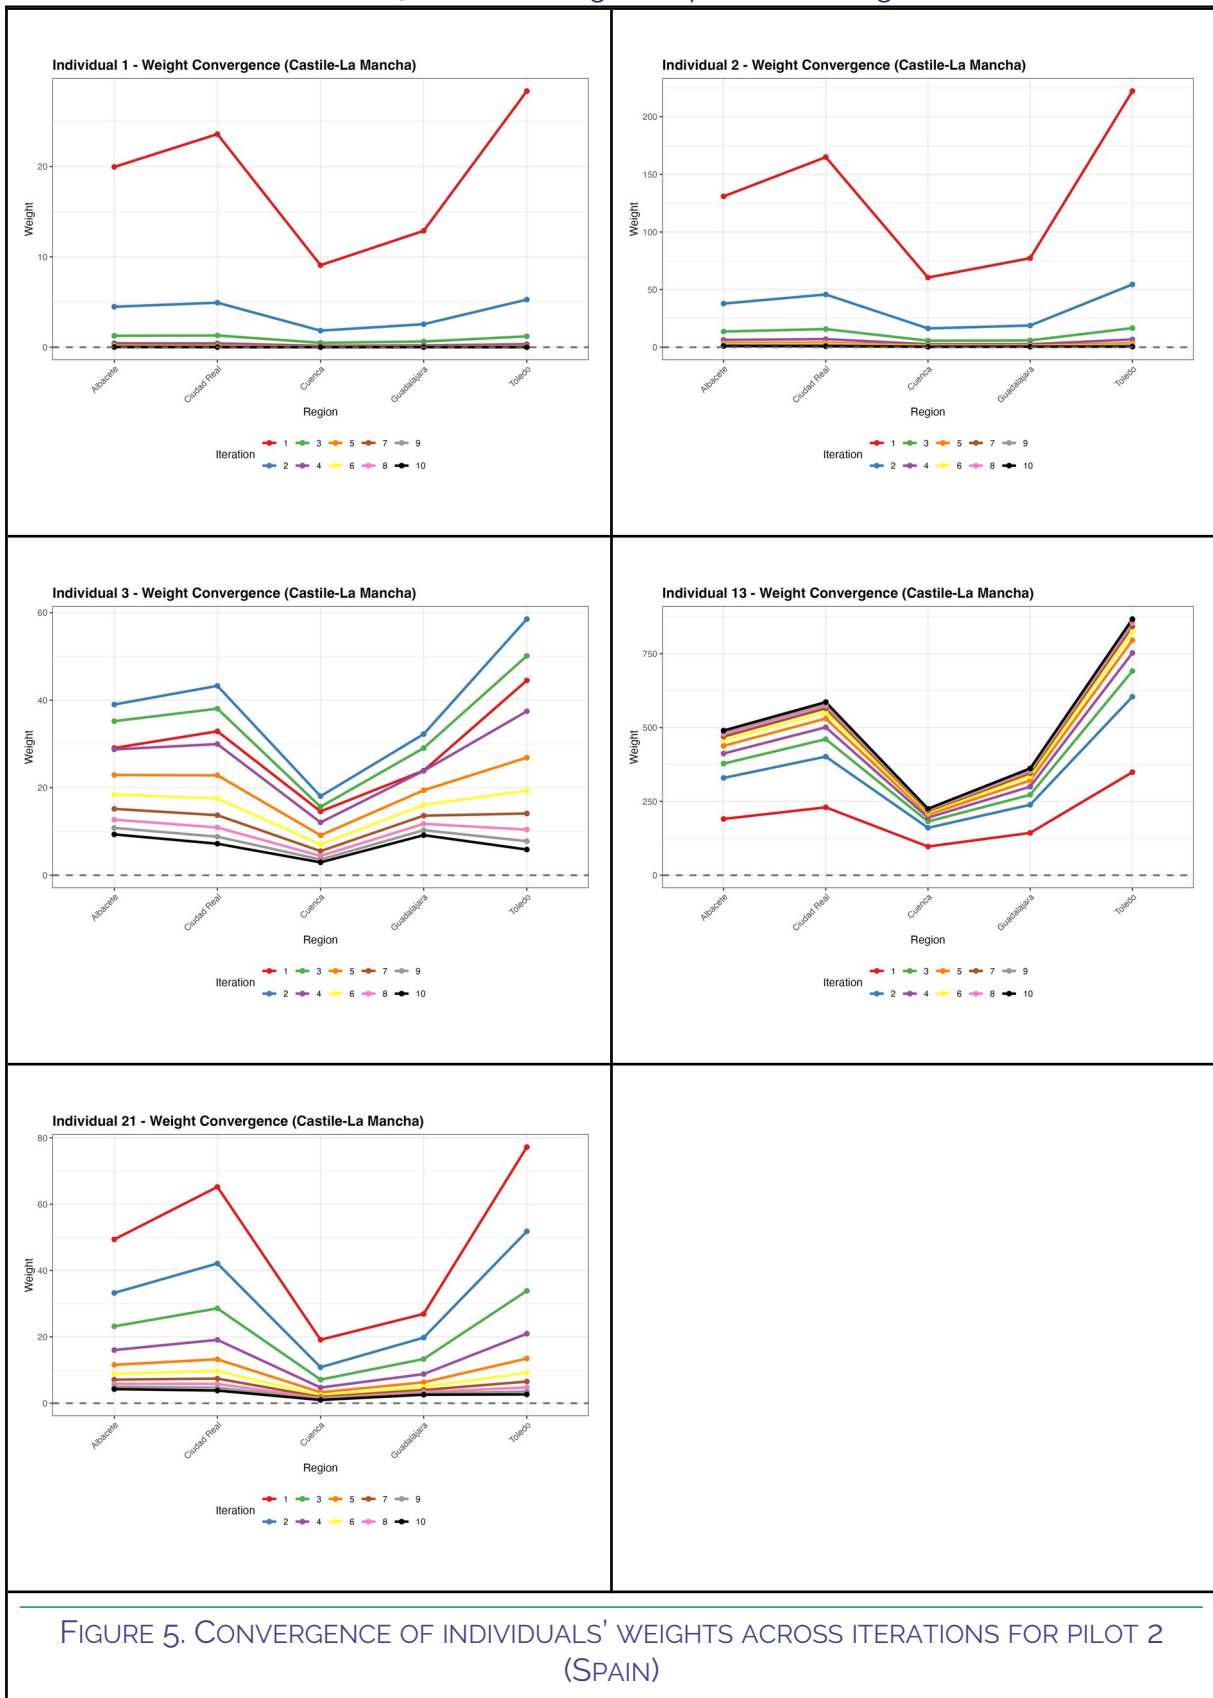 Individual 1 - Weight Convergence (Castile-La Mancha)
Weight
20
10
0
Albacete
Ciudad Real
Cuenca
Guadalajara
Toledo
Region
Iteration
1 3 5 7 9
2 4 6 8 10
Individual 2 - Weight Convergence (Castile-La Mancha)
Weight
200
150
100
50
0
Albacete
Ciudad Real
Cuenca
Guadalajara
Toledo
Region
Iteration
1 3 5 7 9
2 4 6 8 10
Individual 3 - Weight Convergence (Castile-La Mancha)
Weight
60
40
20
0
Albacete
Ciudad Real
Cuenca
Guadalajara
Toledo
Region
Iteration
1 3 5 7 9
2 4 6 8 10
Individual 13 - Weight Convergence (Castile-La Mancha)
Weight
750
500
250
0
Albacete
Ciudad Real
Cuenca
Guadalajara
Toledo
Region
Iteration
1 3 5 7 9
2 4 6 8 10
Individual 21 - Weight Convergence (Castile-La Mancha)
Weight
80
60
40
20
0
Albacete
Ciudad Real
Cuenca
Guadalajara
Toledo
Region
Iteration
1 3 5 7 9
2 4 6 8 10
FIGURE 5. CONVERGENCE OF INDIVIDUALS' WEIGHTS ACROSS ITERATIONS FOR PILOT 2
(SPAIN)